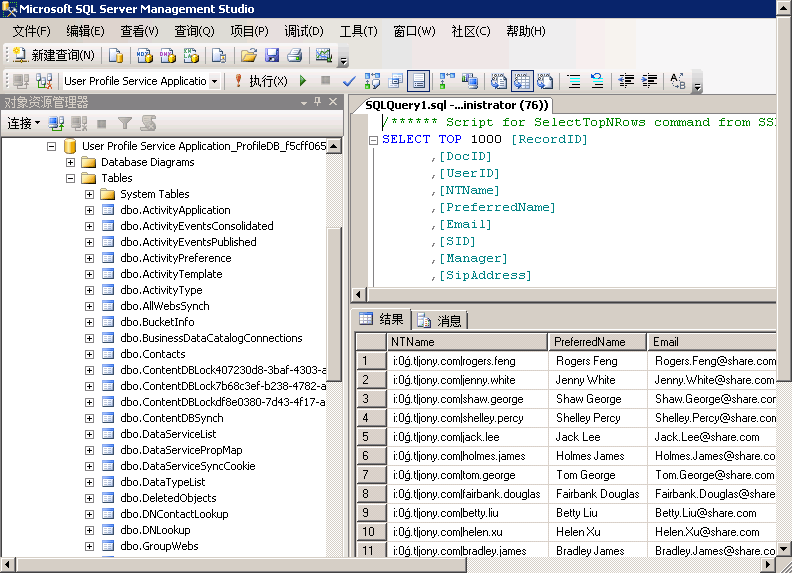 Microsoft SQL Server Management Studio
文件(F) 编辑(E) 查看(V) 查询(Q) 项目(P) 调试(D) 工具(T) 窗口(W) 社区(C) 帮助(H)
新建查询(N)
User Profile Service Applicatio 执行(X)
对象资源管理器
连接
User Profile Service Application_ProfileDB_f5cff065
Database Diagrams
Tables
System Tables
dbo.ActivityApplication
dbo.ActivityEventsConsolidated
dbo.ActivityEventsPublished
dbo.ActivityPreference
dbo.ActivityTemplate
dbo.ActivityType
dbo.AllWebsSynch
dbo.BucketInfo
dbo.BusinessDataCatalogConnections
dbo.Contacts
dbo.ContentDBLock407230d8-3baf-4303-a
dbo.ContentDBLock7b68c3ef-b238-4782-a
dbo.ContentDBLockdf8e0380-7d43-4f17-a
dbo.ContentDBSynch
dbo.DataServiceList
dbo.DataServicePropMap
dbo.DataServiceSyncCookie
dbo.DataTypeList
dbo.DeletedObjects
dbo.DNContactLookup
dbo.DNLookup
dbo.GroupWebs
SQLQuery1.sql -...inistrator (76))
/****** Script for SelectTopNRows command from SS
SELECT TOP 1000 [RecordID]
,[DocID]
,[UserID]
,[NTName]
,[PreferredName]
,[Email]
,[SID]
,[Manager]
,[SipAddress]
结果 消息
NTName PreferredName Email
1 i:0ǵ.t|jony.com|rogers.feng Rogers Feng Rogers.Feng@share.com
2 i:0ǵ.t|jony.com|jenny.white Jenny White Jenny.White@share.com
3 i:0ǵ.t|jony.com|shaw.george Shaw George Shaw.George@share.com
4 i:0ǵ.t|jony.com|shelley.percy Shelley Percy Shelley.Percy@share.com
5 i:0ǵ.t|jony.com|jack.lee Jack Lee Jack.Lee@share.com
6 i:0ǵ.t|jony.com|holmes.james Holmes James Holmes.James@share.com
7 i:0ǵ.t|jony.com|tom.george Tom George Tom.George@share.com
8 i:0ǵ.t|jony.com|fairbank.douglas Fairbank Douglas Fairbank.Douglas@share
9 i:0ǵ.t|jony.com|betty.liu Betty Liu Betty.Liu@share.com
10 i:0ǵ.t|jony.com|helen.xu Helen Xu Helen.Xu@share.com
11 i:0ǵ.t|jony.com|bradley.james Bradley James Bradley.James@share.com